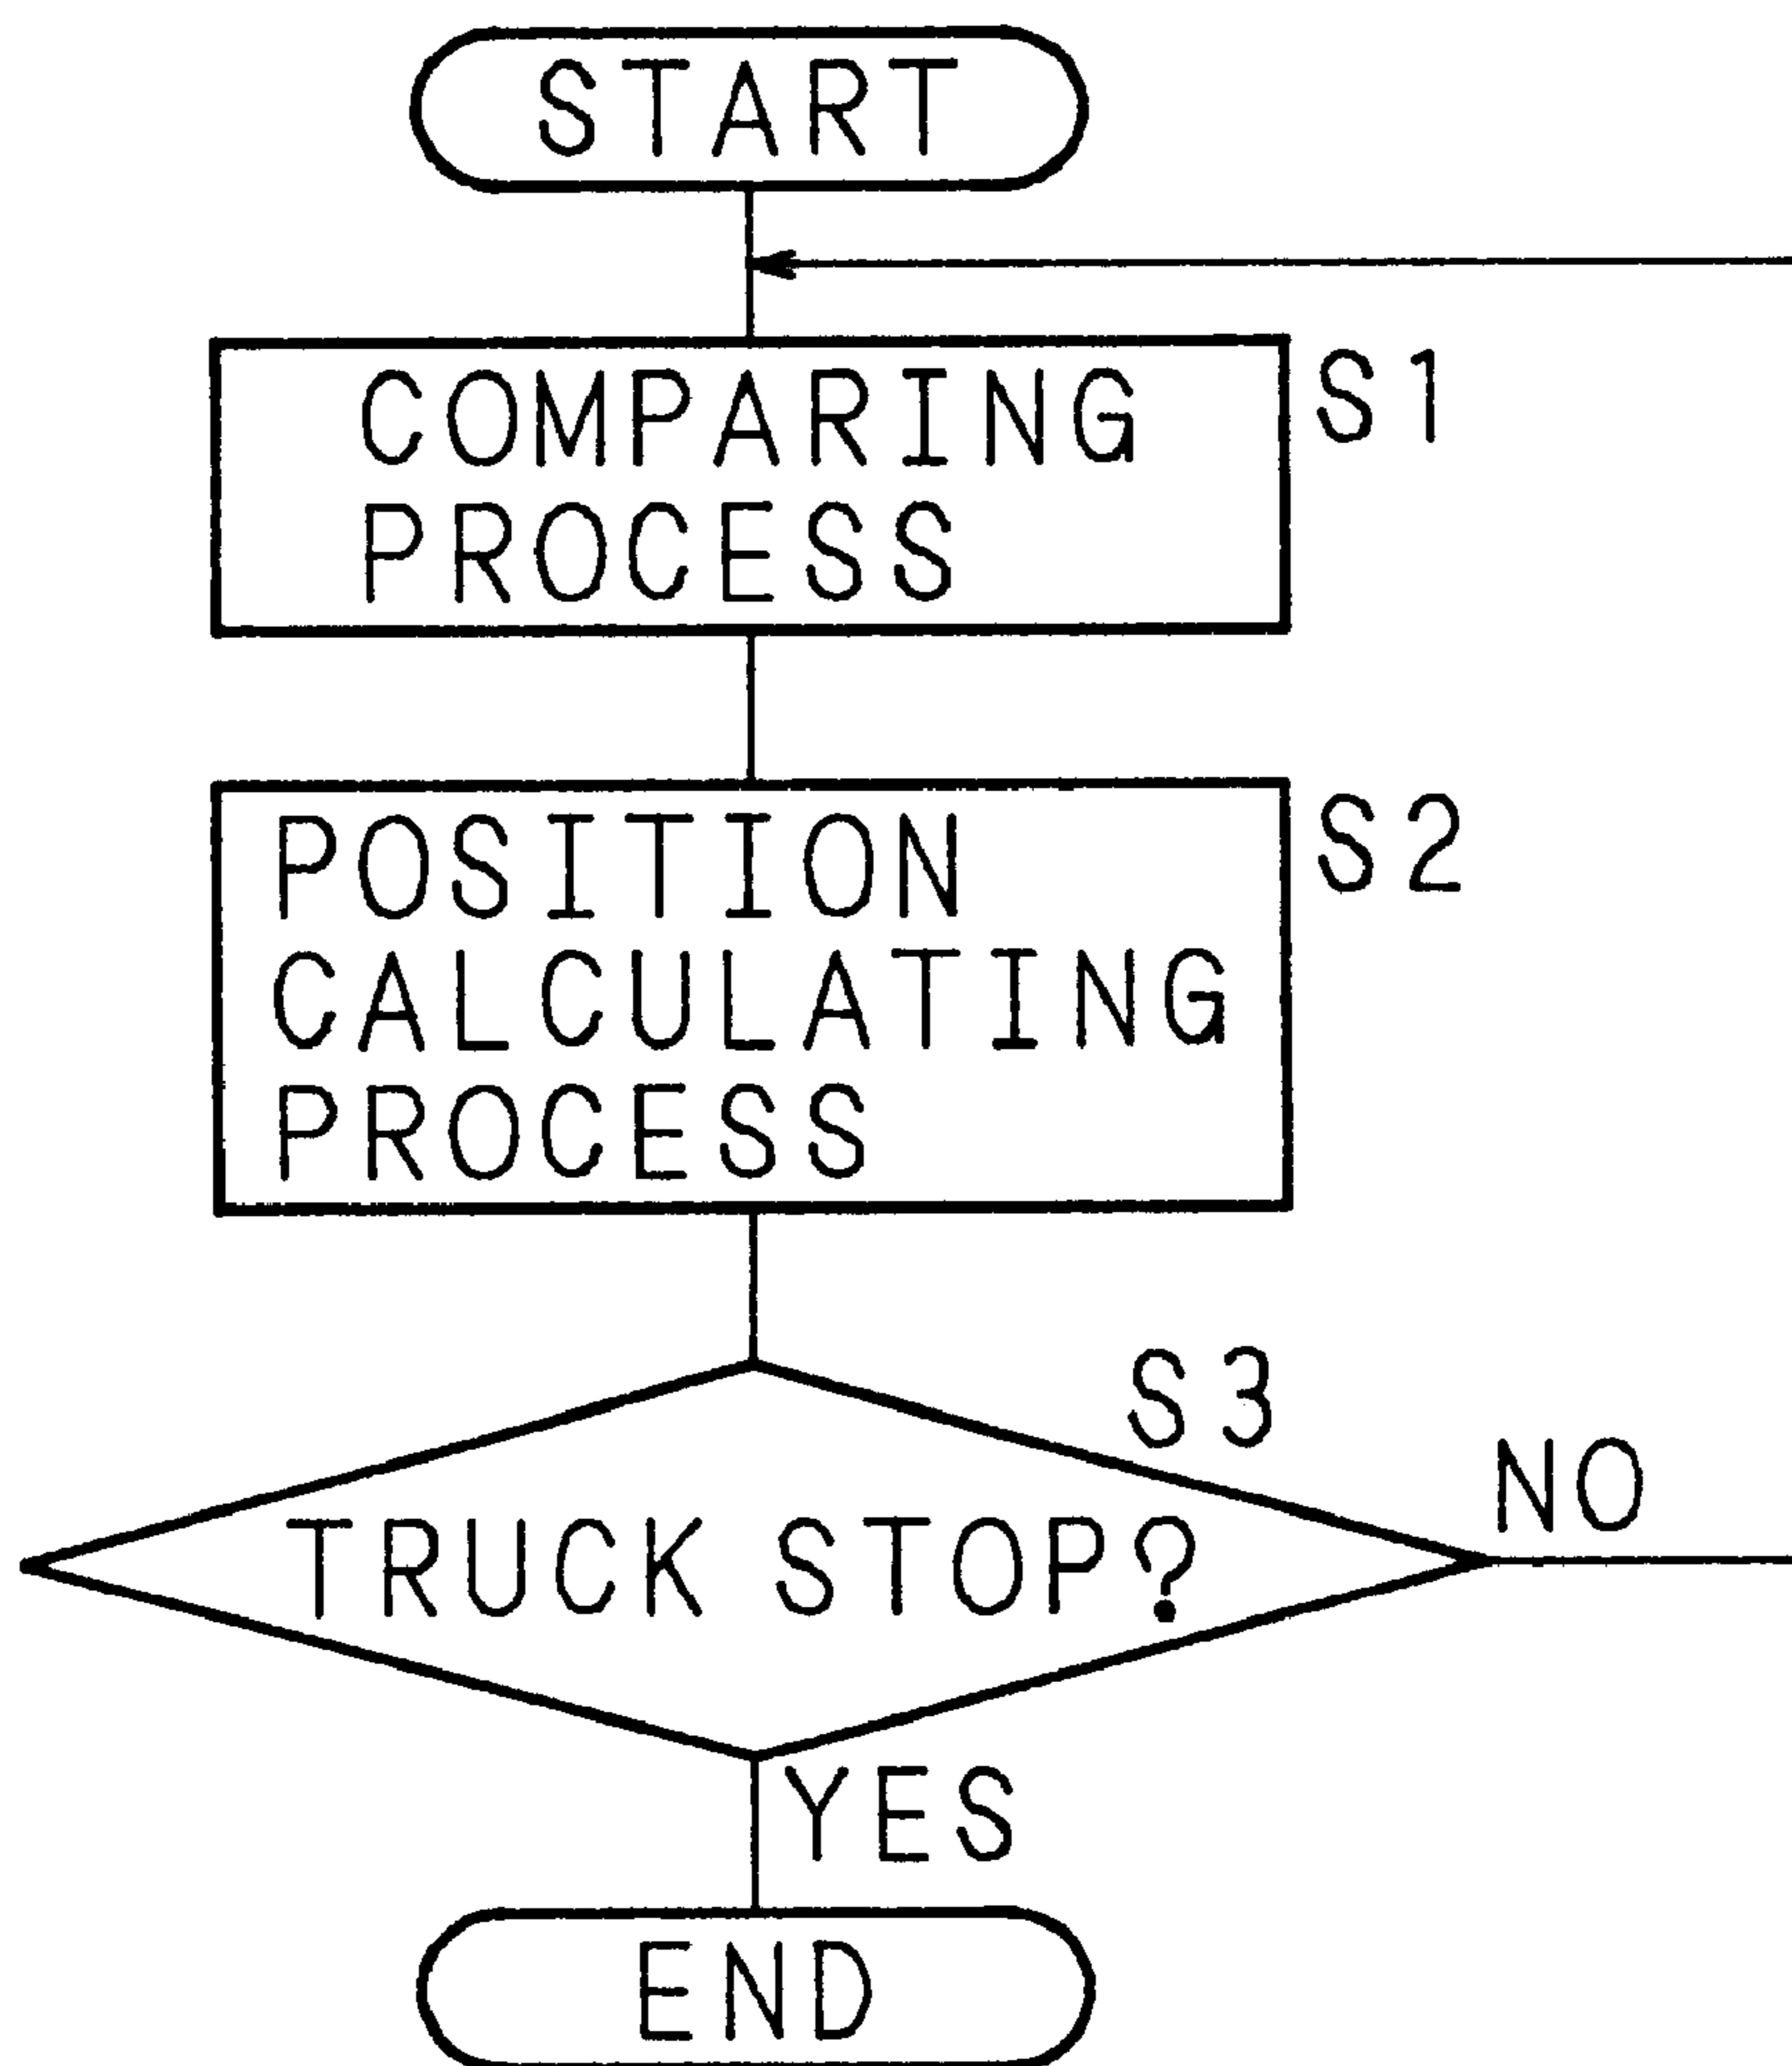 START
COMPARING
PROCESS
S1
POSITION
CALCULATING
PROCESS
S2
S3
TRUCK STOP?
NO
YES
END